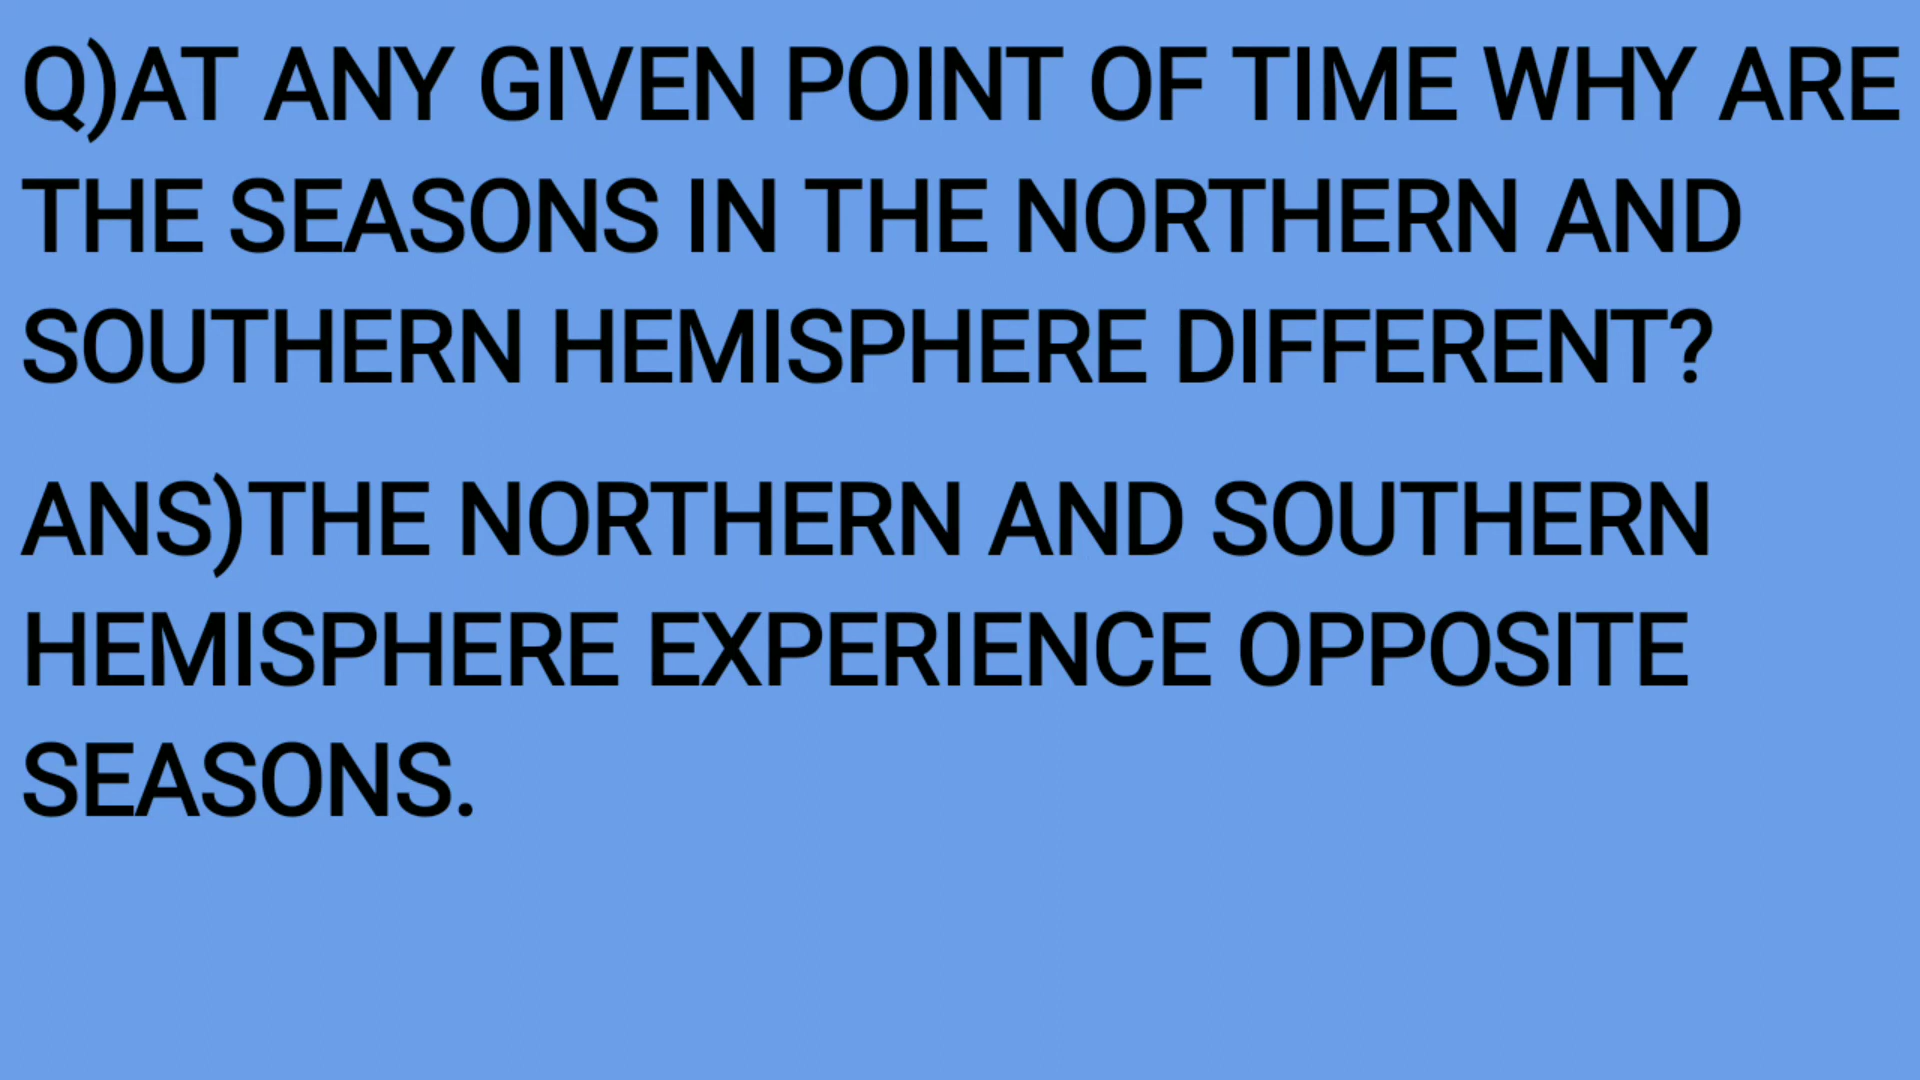 Q)AT ANY GIVEN POINT OF TIME WHY ARE
THE SEASONS IN THE NORTHERN AND
SOUTHERN HEMISPHERE DIFFERENT?
ANS)THE NORTHERN AND SOUTHERN
HEMISPHERE EXPERIENCE OPPOSITE
SEASONS.